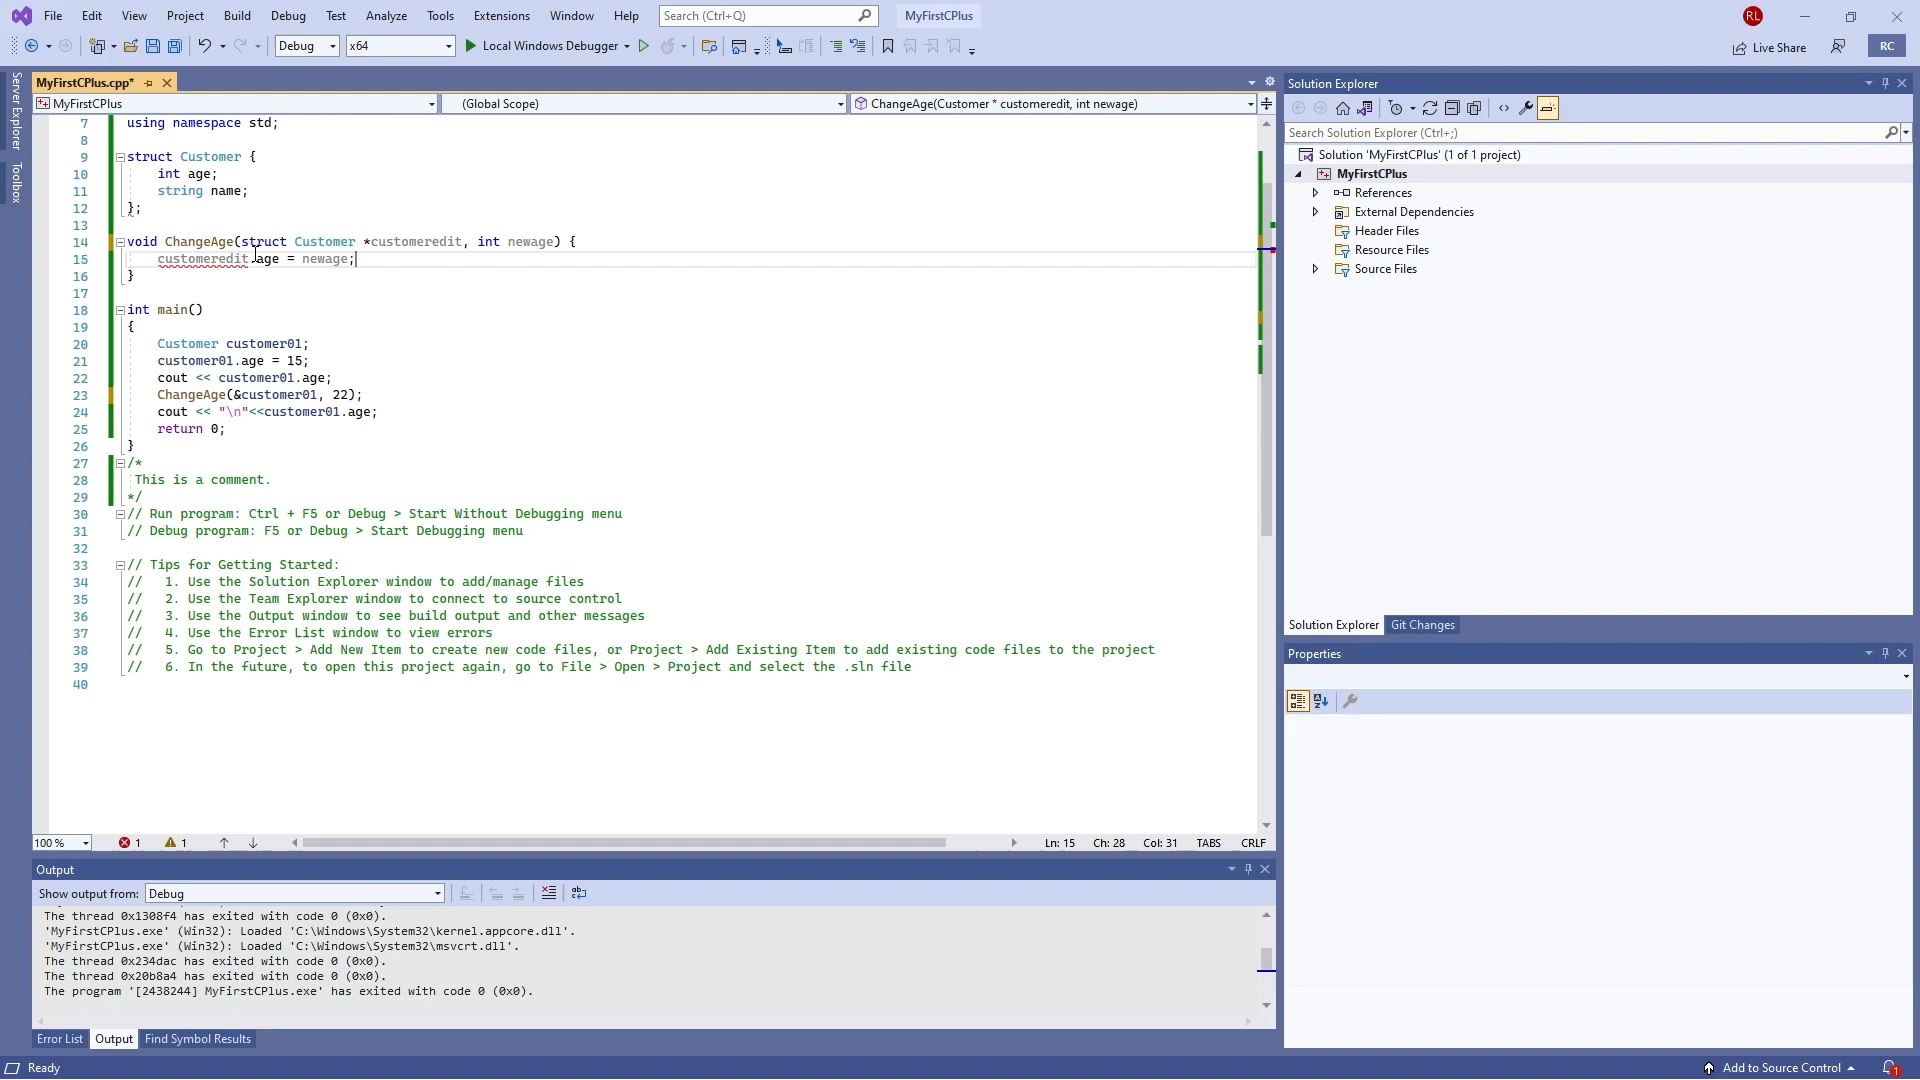 File Edit View Project Build Debug Test Analyze Tools Extensions Window Help Search (Ctrl+Q) MyFirstCPlus RL
Debug x64 Local Windows Debugger Live Share RC
Server Explorer
Toolbox
MyFirstCPlus.cpp*
MyFirstCPlus (Global Scope) ChangeAge(Customer * customeredit, int newage)
7 using namespace std;
8
9 struct Customer {
10 int age;
11 string name;
12 };
13
14 void ChangeAge(struct Customer *customeredit, int newage) {
15 customeredit.age = newage;
16 }
17
18 int main()
19 {
20 Customer customer01;
21 customer01.age = 15;
22 cout << customer01.age;
23 ChangeAge(&customer01, 22);
24 cout << "\n"<<customer01.age;
25 return 0;
26 }
27 /*
28 This is a comment.
29 */
30 // Run program: Ctrl + F5 or Debug > Start Without Debugging menu
31 // Debug program: F5 or Debug > Start Debugging menu
32
33 // Tips for Getting Started:
34 // 1. Use the Solution Explorer window to add/manage files
35 // 2. Use the Team Explorer window to connect to source control
36 // 3. Use the Output window to see build output and other messages
37 // 4. Use the Error List window to view errors
38 // 5. Go to Project > Add New Item to create new code files, or Project > Add Existing Item to add existing code files to the project
39 // 6. In the future, to open this project again, go to File > Open > Project and select the .sln file
40
100 % 1 1 Ln: 15 Ch: 28 Col: 31 TABS CRLF
Output
Show output from: Debug
The thread 0x1308f4 has exited with code 0 (0x0).
'MyFirstCPlus.exe' (Win32): Loaded 'C:\Windows\System32\kernel.appcore.dll'.
'MyFirstCPlus.exe' (Win32): Loaded 'C:\Windows\System32\msvcrt.dll'.
The thread 0x234dac has exited with code 0 (0x0).
The thread 0x20b8a4 has exited with code 0 (0x0).
The program '[2438244] MyFirstCPlus.exe' has exited with code 0 (0x0).
Error List Output Find Symbol Results
Solution Explorer
Search Solution Explorer (Ctrl+;)
Solution 'MyFirstCPlus' (1 of 1 project)
MyFirstCPlus
References
External Dependencies
Header Files
Resource Files
Source Files
Solution Explorer Git Changes
Properties
Ready Add to Source Control 1